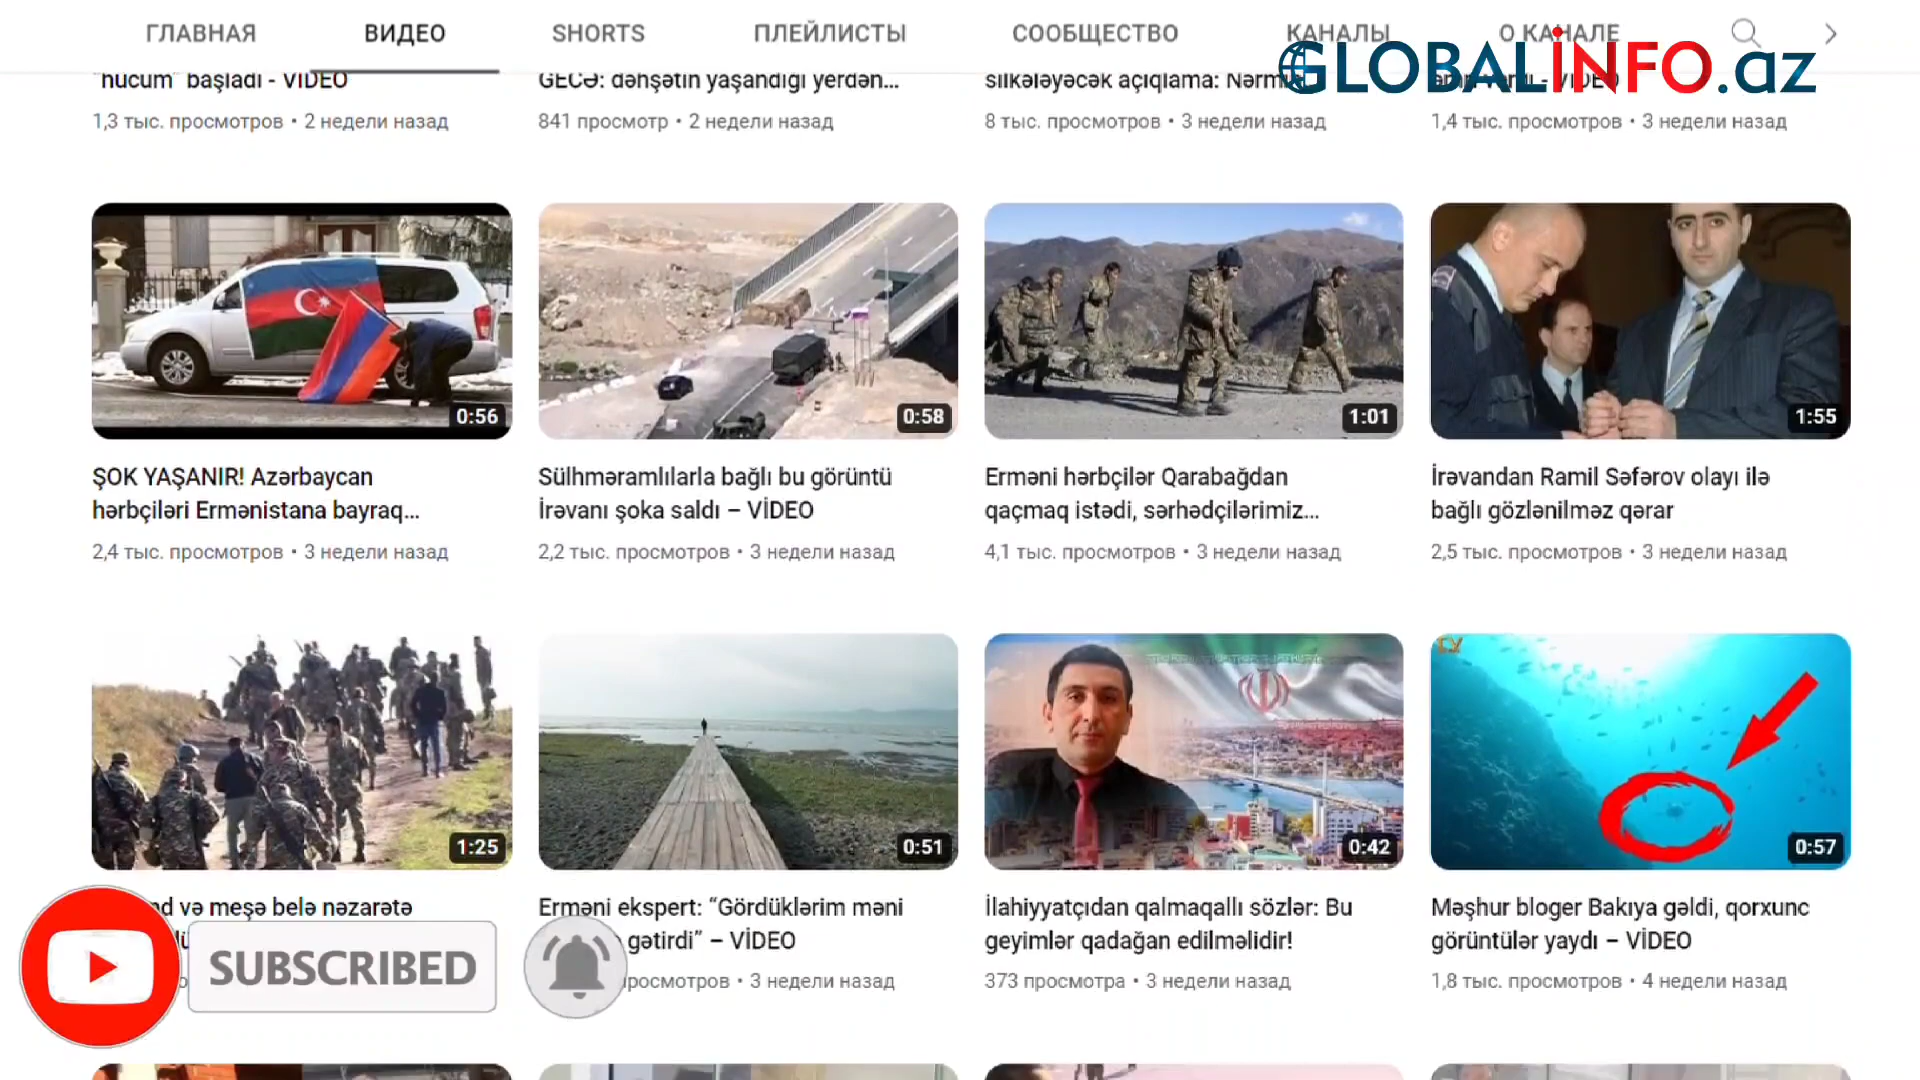 ГЛАВНАЯ ВИДЕО SHORTS ПЛЕЙЛИСТЫ СООБЩЕСТВО КАНАЛЫ О КАНАЛЕ
GLOBALİNFO.az
"hücum" başladı - VİDEO
1,3 тыс. просмотров • 2 недели назад
GECƏ: dəhşətin yaşandığı yerdən...
841 просмотр • 2 недели назад
silkələyəcək açıqlama:
8 тыс. просмотров • 3 недели назад
- VİDEO
1,4 тыс. просмотров • 3 недели назад
0:56
ŞOK YAŞANIR! Azərbaycan
hərbçiləri Ermənistana bayraq...
2,4 тыс. просмотров • 3 недели назад
0:58
Sülhməramlılarla bağlı bu görüntü
İrəvanı şoka saldı – VİDEO
2,2 тыс. просмотров • 3 недели назад
1:01
Erməni hərbçilər Qarabağdan
qaçmaq istədi, sərhədçilərimiz...
4,1 тыс. просмотров • 3 недели назад
1:55
İrəvandan Ramil Səfərov olayı ilə
bağlı gözlənilməz qərar
2,5 тыс. просмотров • 3 недели назад
1:25
və meşə belə nəzarətə
0:51
Erməni ekspert: “Gördüklərim məni
gətirdi” – VİDEO
3 недели назад
0:42
İlahiyyatçıdan qalmaqallı sözlər: Bu
geyimlər qadağan edilməlidir!
373 просмотра • 3 недели назад
0:57
Məşhur bloger Bakıya gəldi, qorxunc
görüntülər yaydı – VİDEO
1,8 тыс. просмотров • 4 недели назад
SUBSCRIBED